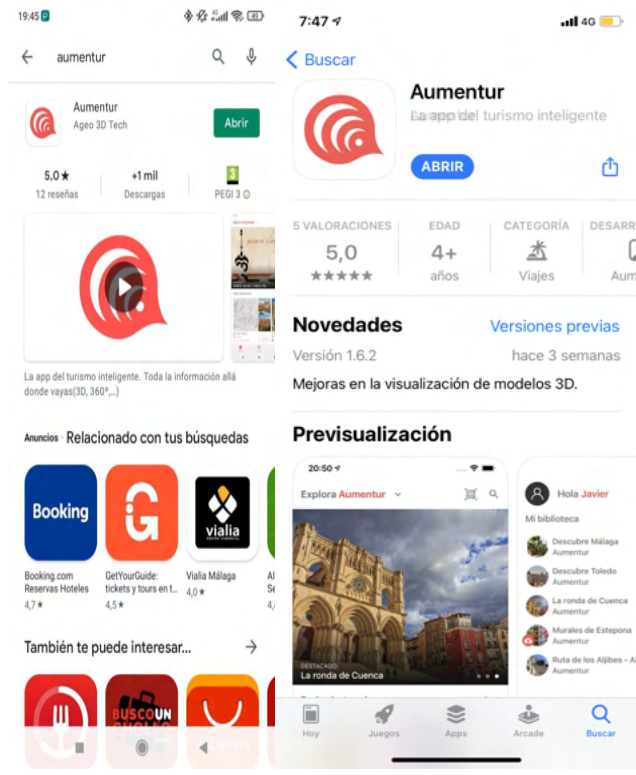 19:45
aumentur
Aumentur
Ageo 3D Tech
Abrir
5,0 ★
12 reseñas
+1 mil
Descargas
3
PEGI 3
La app del turismo inteligente. Toda la información allá
donde vayas(3D, 360º,...)
Anuncios · Relacionado con tus búsquedas
Booking
vialia
Booking.com
Reservas Hoteles
4,7 ★
GetYourGuide:
tickets y tours en t...
4,5 ★
Vialia Málaga
4,0 ★
También te puede interesar...
BUSCOUN
7:47
4G
Buscar
Aumentur
La app del turismo inteligente
ABRIR
5 VALORACIONES
5,0
★★★★★
EDAD
4+
años
CATEGORÍA
Viajes
DESARR
Aum
Novedades
Versiones previas
Versión 1.6.2
hace 3 semanas
Mejoras en la visualización de modelos 3D.
Previsualización
20:50
Explora Aumentur
DESTACADO
La ronda de Cuenca
Hola Javier
Mi biblioteca
Descubre Málaga
Aumentur
Descubre Toledo
Aumentur
La ronda de Cuenca
Aumentur
Murales de Estepona
Aumentur
Ruta de los Aljibes - Al
Aumentur
Hoy
Juegos
Apps
Arcade
Buscar